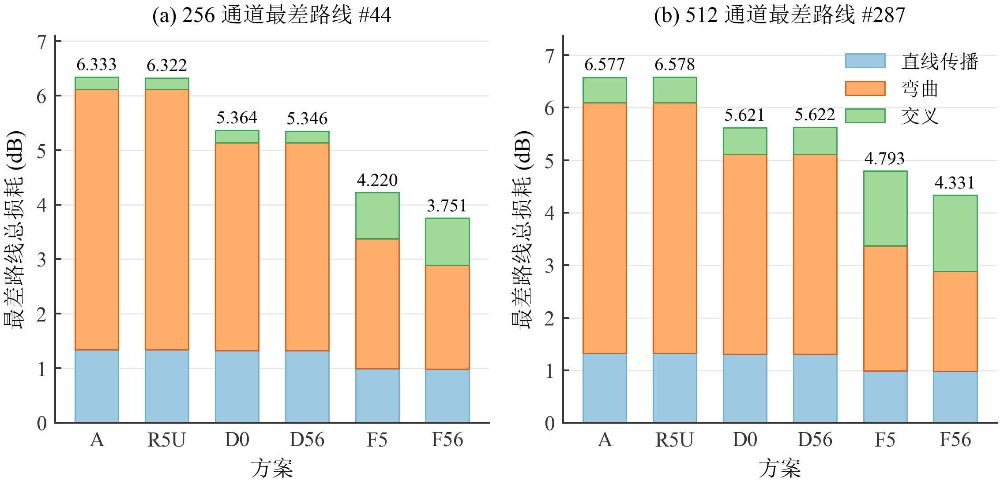 (a) 256 通道最差路线 #44
最差路线总损耗 (dB)
7
6
5
4
3
2
1
0
6.333
6.322
5.364
5.346
4.220
3.751
A
R5U
D0
D56
F5
F56
方案
(b) 512 通道最差路线 #287
最差路线总损耗 (dB)
7
6
5
4
3
2
1
0
6.577
6.578
5.621
5.622
4.793
4.331
直线传播
弯曲
交叉
A
R5U
D0
D56
F5
F56
方案